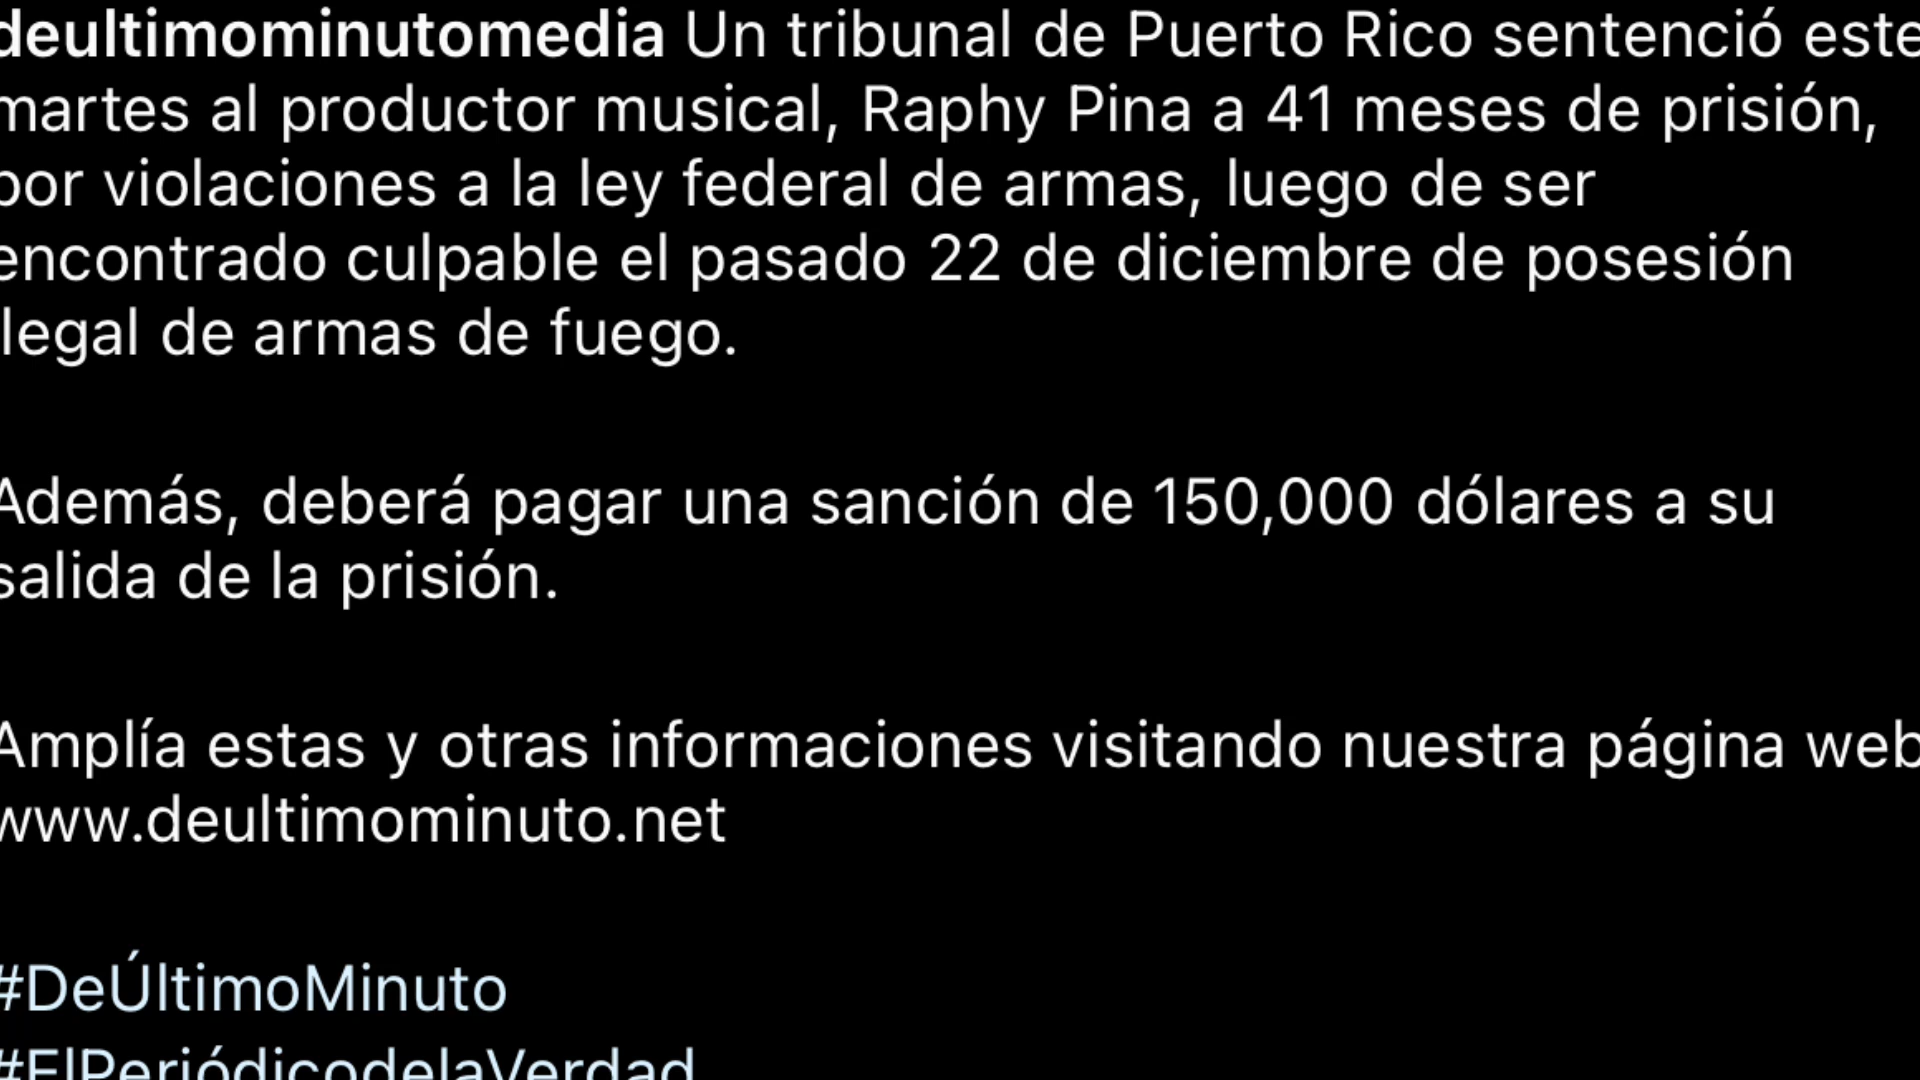 deultimominutomedia Un tribunal de Puerto Rico sentenció este
martes al productor musical, Raphy Pina a 41 meses de prisión,
por violaciones a la ley federal de armas, luego de ser
encontrado culpable el pasado 22 de diciembre de posesión
ilegal de armas de fuego.
Además, deberá pagar una sanción de 150,000 dólares a su
salida de la prisión.
Amplía estas y otras informaciones visitando nuestra página web
www.deultimominuto.net
#DeÚltimoMinuto
#ElPeriódicodelaVerdad